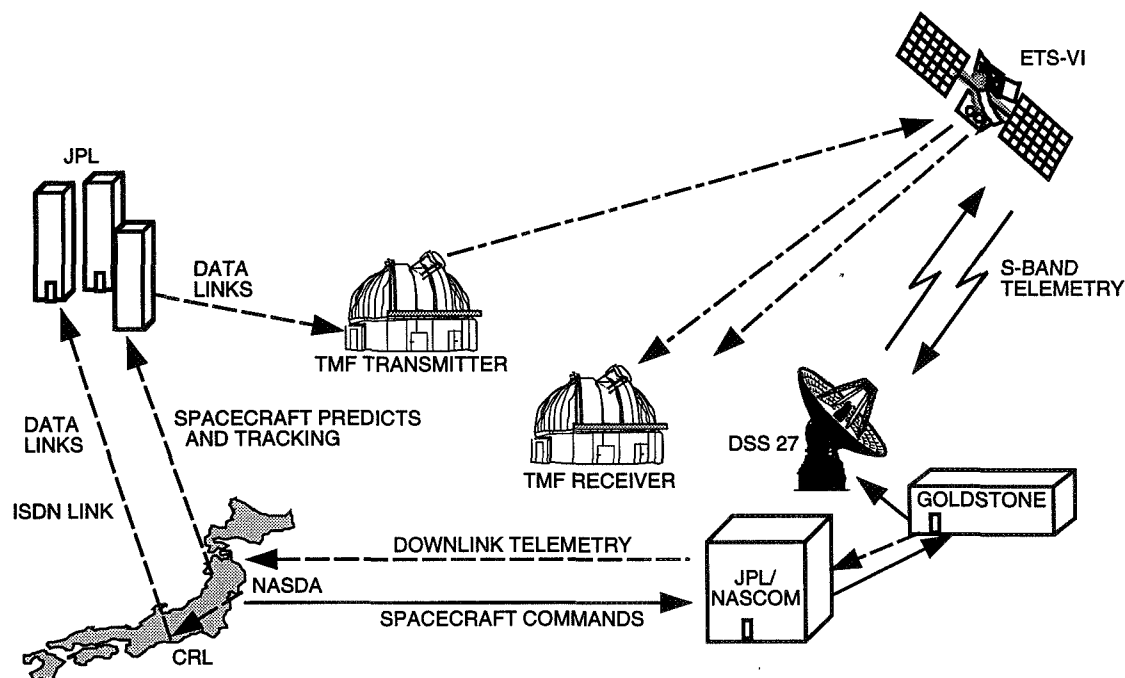 ETS-VI
JPL
DATA
LINKS
S-BAND
TELEMETRY
TMF TRANSMITTER
DATA
LINKS
SPACECRAFT PREDICTS
AND TRACKING
DSS 27
TMF RECEIVER
GOLDSTONE
ISDN LINK
DOWNLINK TELEMETRY
JPL/
NASCOM
NASDA
SPACECRAFT COMMANDS
CRL